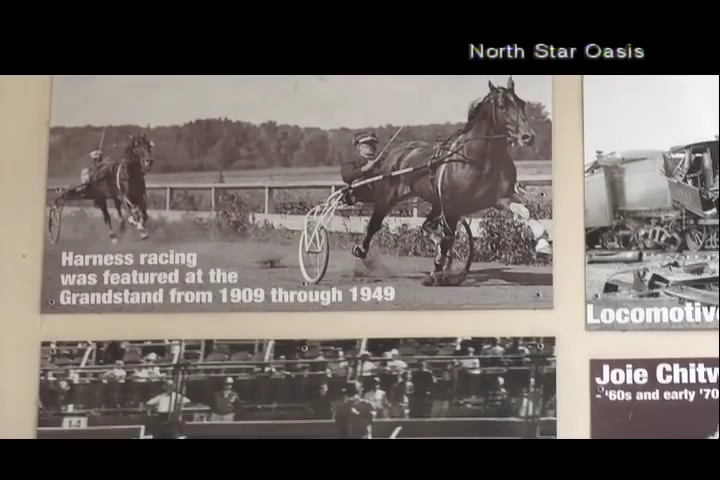 North Star Oasis
Harness racing
was featured at the
Grandstand from 1909 through 1949
Locomotiv
Joie Chitw
- '60s and early '70
14